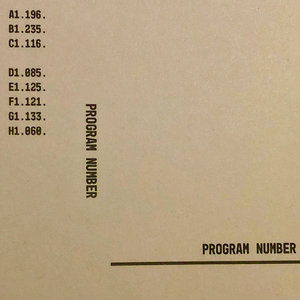 A1.196.
B1.235.
C1.116.
D1.085.
E1.125.
F1.121.
G1.133.
H1.060.
PROGRAM NUMBER
PROGRAM NUMBER